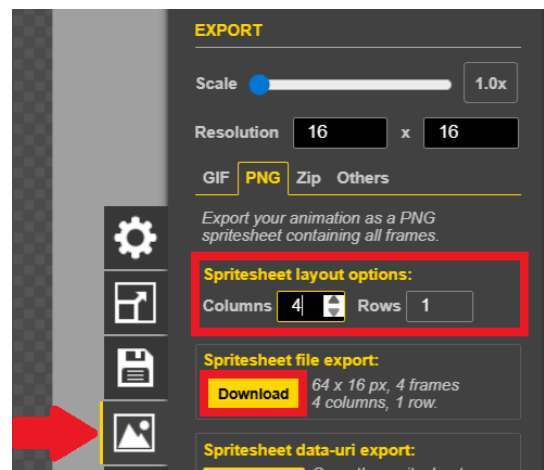 EXPORT
Scale 1.0x
Resolution 16 x 16
GIF PNG Zip Others
Export your animation as a PNG
spritesheet containing all frames.
Spritesheet layout options:
Columns 4 Rows 1
Spritesheet file export:
Download 64 x 16 px, 4 frames
4 columns, 1 row.
Spritesheet data-uri export: